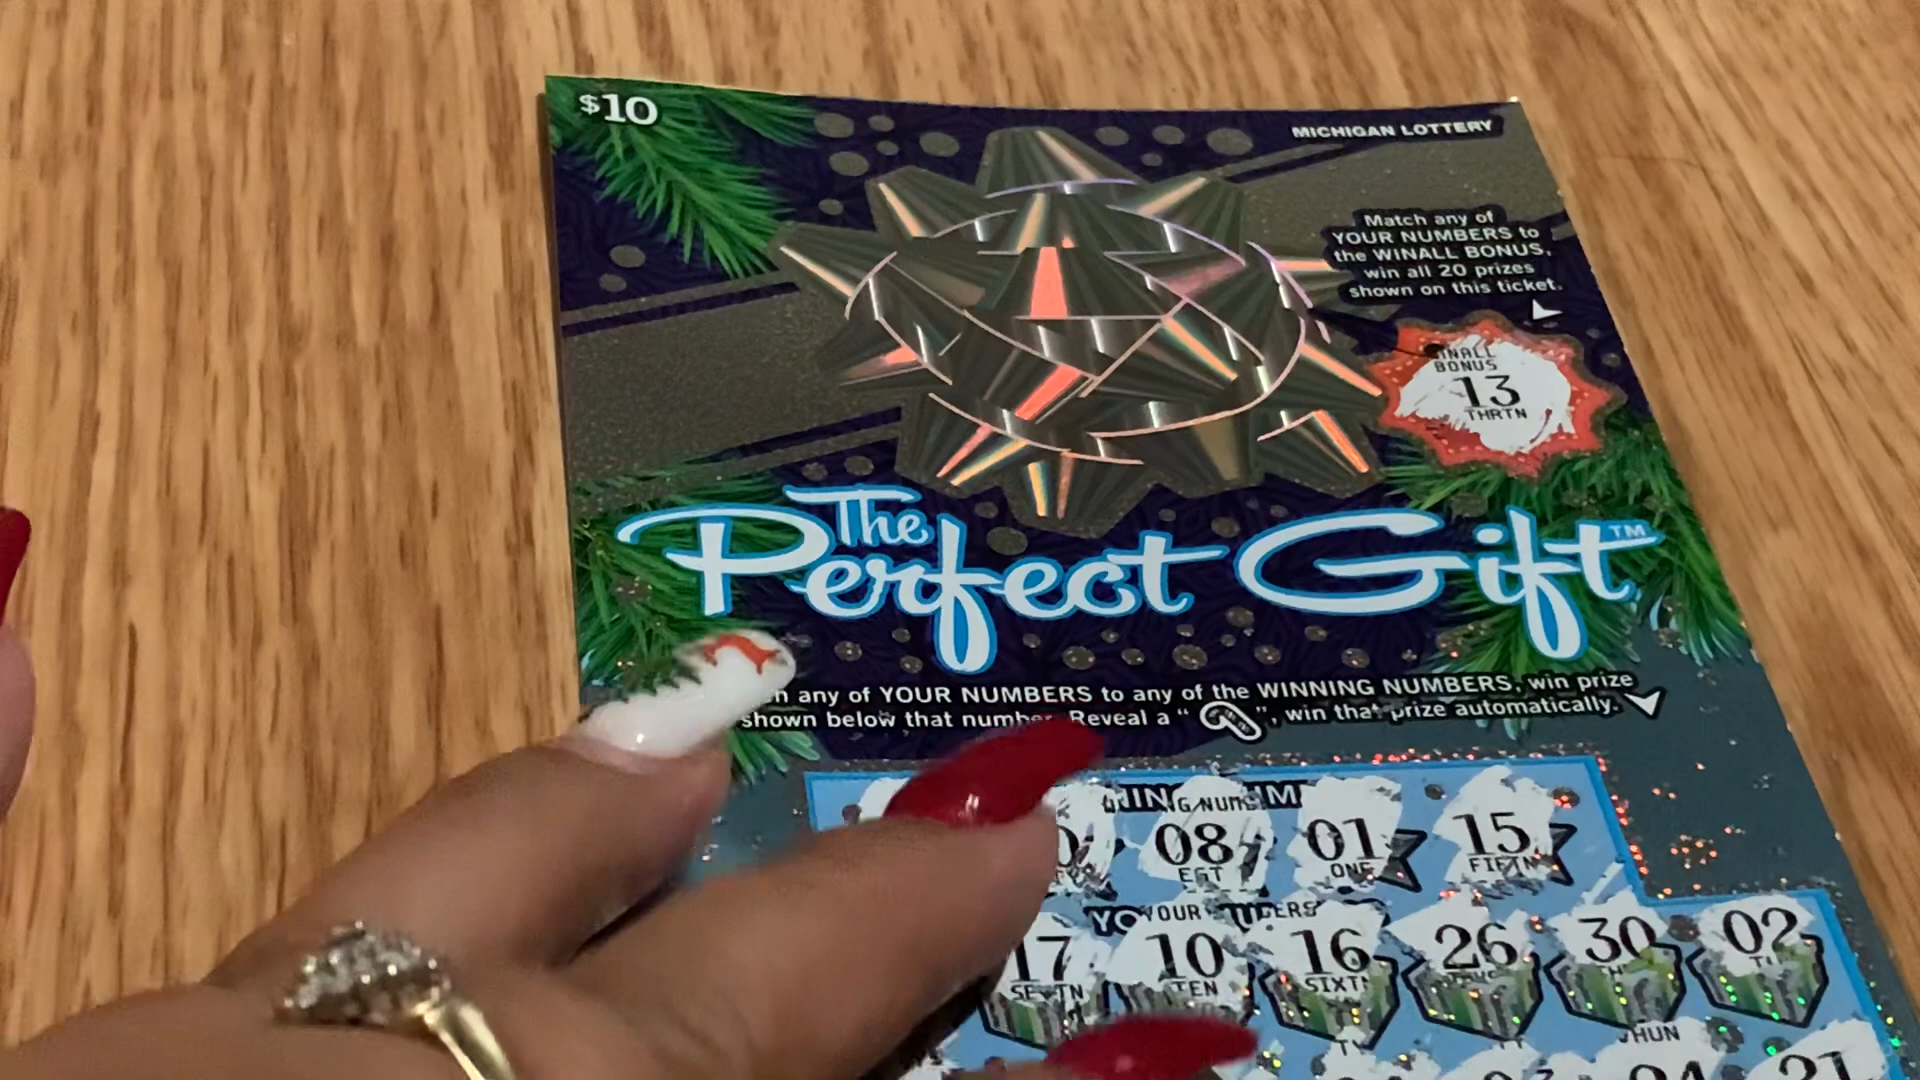 $10
MICHIGAN LOTTERY
Match any of
YOUR NUMBERS to
the WINALL BONUS,
win all 20 prizes
shown on this ticket.
BONUS
13
THRTN
The
Perfect Gift™
any of YOUR NUMBERS to any of the WINNING NUMBERS, win prize
shown below that number. Reveal a " ", win that prize automatically.
08 01 15
EGT ONE FIFTN
YOUR
17 10 16 26 30 02
SEVTN TEN SIXTN
HUN
21